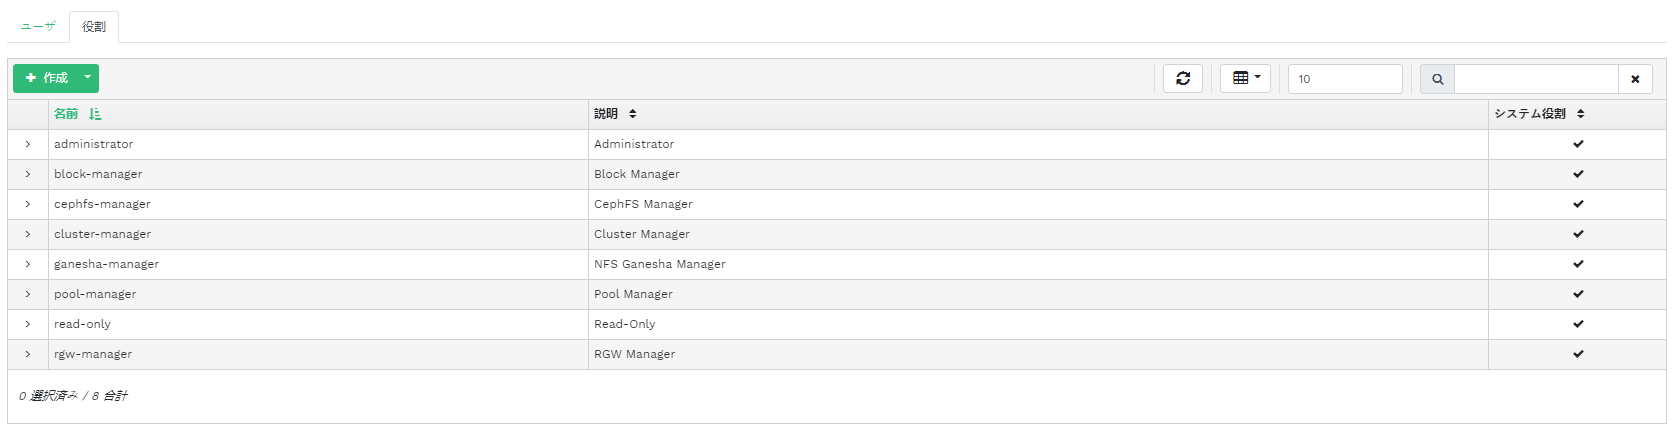 ユーザ 役割
作成 10
名前 説明 システム役割
administrator Administrator
block-manager Block Manager
cephfs-manager CephFS Manager
cluster-manager Cluster Manager
ganesha-manager NFS Ganesha Manager
pool-manager Pool Manager
read-only Read-Only
rgw-manager RGW Manager
0 選択済み / 8 合計